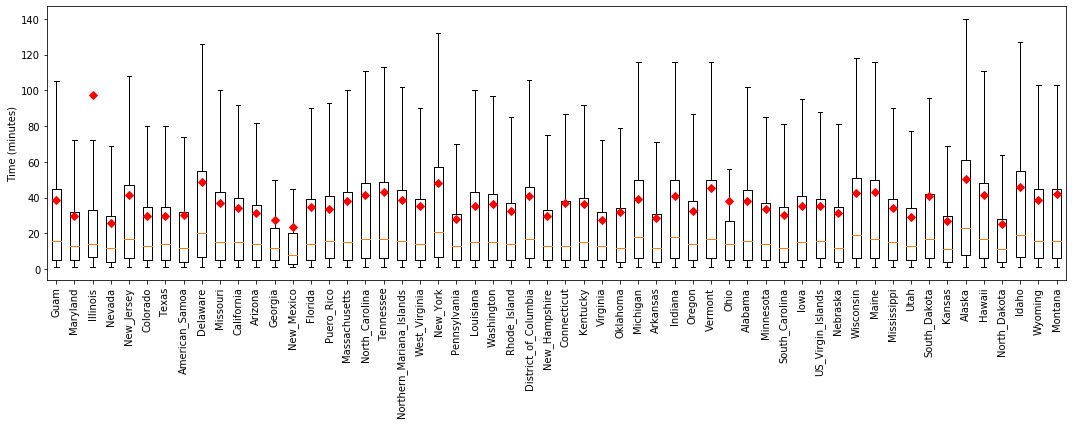 Time (minutes)
140
120
100
80
60
40
20
0
Guam
Maryland
Illinois
Nevada
New_Jersey
Colorado
Texas
American_Samoa
Delaware
Missouri
California
Arizona
Georgia
New_Mexico
Florida
Puero_Rico
Massachusetts
North_Carolina
Tennessee
Northern_Mariana_Islands
West_Virginia
New_York
Pennsylvania
Louisiana
Washington
Rhode_Island
District_of_Columbia
New_Hampshire
Connecticut
Kentucky
Virginia
Oklahoma
Michigan
Arkansas
Indiana
Oregon
Vermont
Ohio
Alabama
Minnesota
South_Carolina
Iowa
US_Virgin_Islands
Nebraska
Wisconsin
Maine
Mississippi
Utah
South_Dakota
Kansas
Alaska
Hawaii
North_Dakota
Idaho
Wyoming
Montana